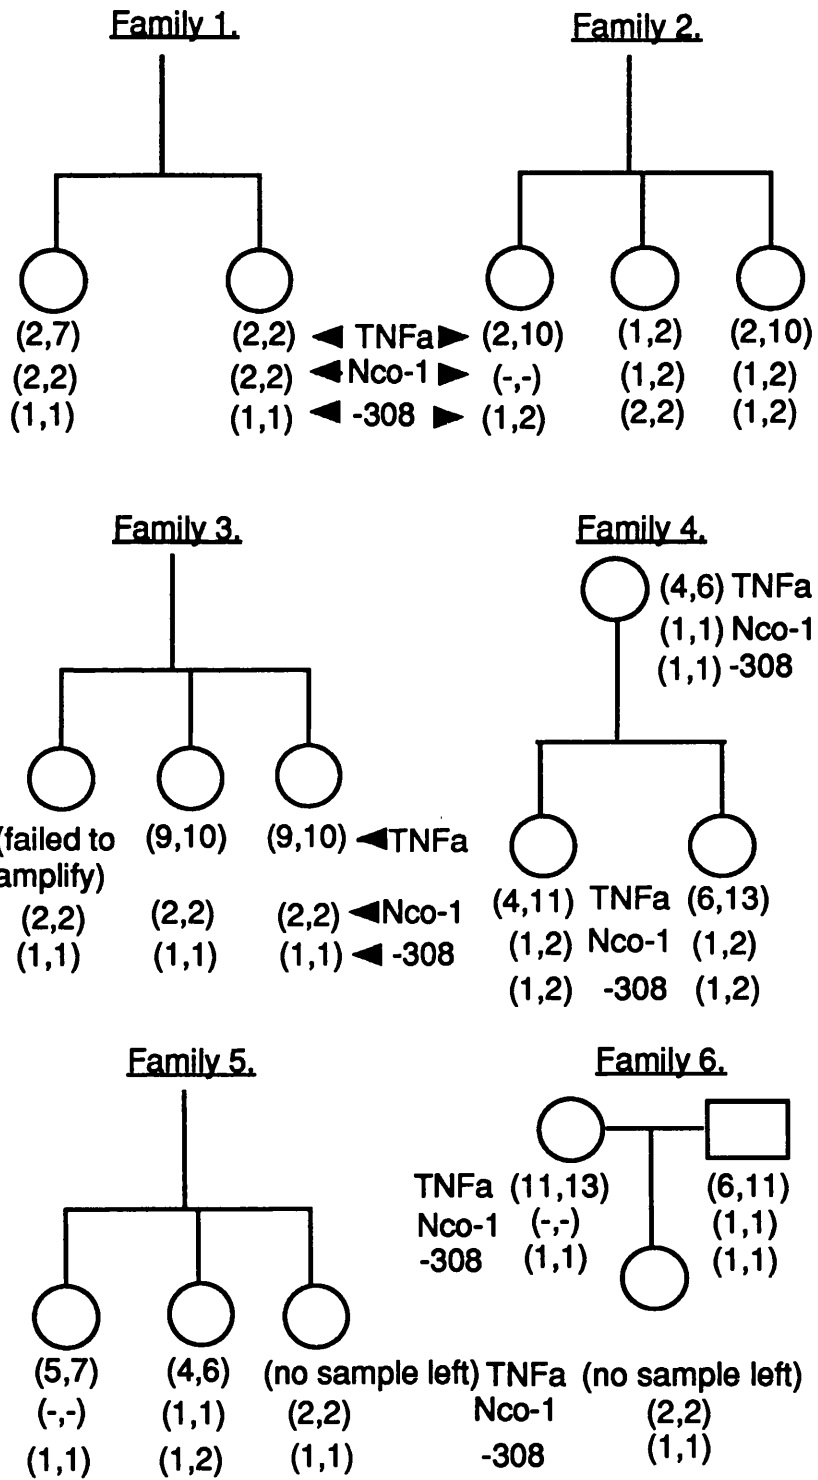 Family 1. Family 2.
(2,7) (2,2) ◄ TNFa ► (2,10) (1,2) (2,10)
(2,2) (2,2) ◄ Nco-1 ► (-,-) (1,2) (1,2)
(1,1) (1,1) ◄ -308 ► (1,2) (2,2) (1,2)
Family 3. Family 4.
(4,6) TNFa
(1,1) Nco-1
(1,1) -308
(failed to (9,10) (9,10) ◄TNFa
amplify)
(2,2) (2,2) (2,2) ◄Nco-1
(1,1) (1,1) (1,1) ◄ -308
(4,11) TNFa (6,13)
(1,2) Nco-1 (1,2)
(1,2) -308 (1,2)
Family 5. Family 6.
TNFa (11,13) (6,11)
Nco-1 (-,-) (1,1)
-308 (1,1) (1,1)
(5,7) (4,6) (no sample left) TNFa (no sample left)
(-,-) (1,1) (2,2) Nco-1 (2,2)
(1,1) (1,2) (1,1) -308 (1,1)